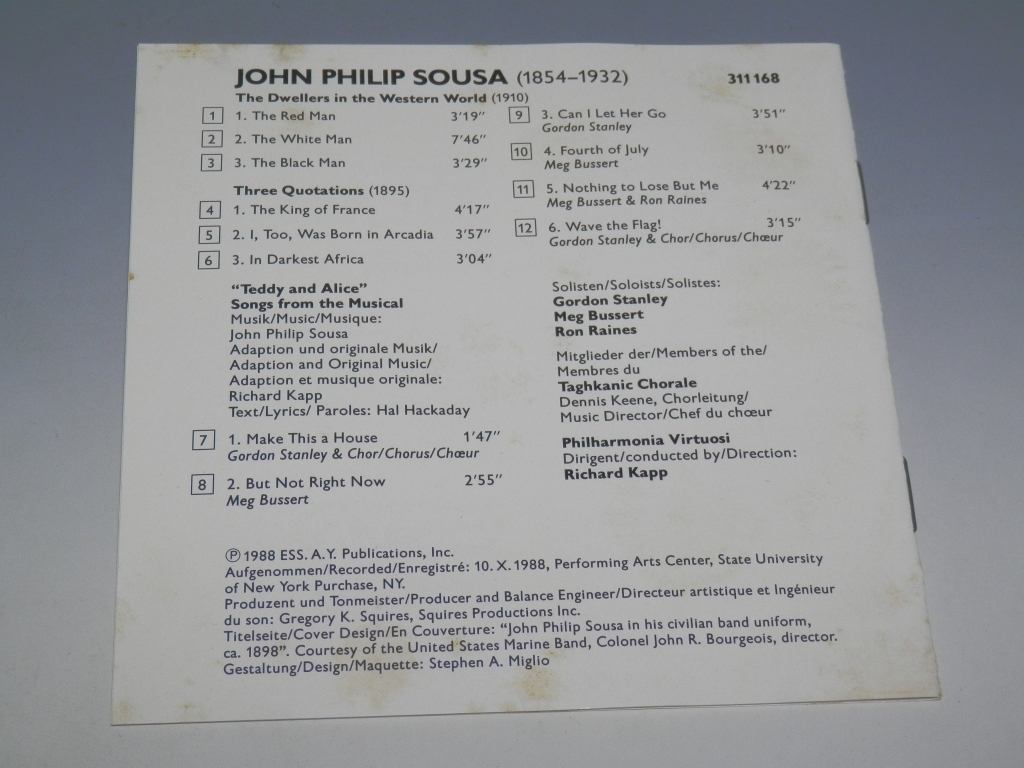 JOHN PHILIP SOUSA (1854–1932)
311 168
The Dwellers in the Western World (1910)
1 1. The Red Man 3'19"
2 2. The White Man 7'46"
3 3. The Black Man 3'29"
Three Quotations (1895)
4 1. The King of France 4'17"
5 2. I, Too, Was Born in Arcadia 3'57"
6 3. In Darkest Africa 3'04"
"Teddy and Alice"
Songs from the Musical
Musik/Music/Musique:
John Philip Sousa
Adaption und originale Musik/
Adaption and Original Music/
Adaption et musique originale:
Richard Kapp
Text/Lyrics/ Paroles: Hal Hackaday
7 1. Make This a House 1'47"
Gordon Stanley & Chor/Chorus/Chœur
8 2. But Not Right Now 2'55"
Meg Bussert
9 3. Can I Let Her Go 3'51"
Gordon Stanley
10 4. Fourth of July 3'10"
Meg Bussert
11 5. Nothing to Lose But Me 4'22"
Meg Bussert & Ron Raines
12 6. Wave the Flag! 3'15"
Gordon Stanley & Chor/Chorus/Chœur
Solisten/Soloists/Solistes:
Gordon Stanley
Meg Bussert
Ron Raines
Mitglieder der/Members of the/
Membres du
Taghkanic Chorale
Dennis Keene, Chorleitung/
Music Director/Chef du chœur
Philharmonia Virtuosi
Dirigent/conducted by/Direction:
Richard Kapp
℗ 1988 ESS. A.Y. Publications, Inc.
Aufgenommen/Recorded/Enregistré: 10. X. 1988, Performing Arts Center, State University
of New York Purchase, NY.
Produzent und Tonmeister/Producer and Balance Engineer/Directeur artistique et Ingénieur
du son: Gregory K. Squires, Squires Productions Inc.
Titelseite/Cover Design/En Couverture: "John Philip Sousa in his civilian band uniform,
ca. 1898". Courtesy of the United States Marine Band, Colonel John R. Bourgeois, director.
Gestaltung/Design/Maquette: Stephen A. Miglio